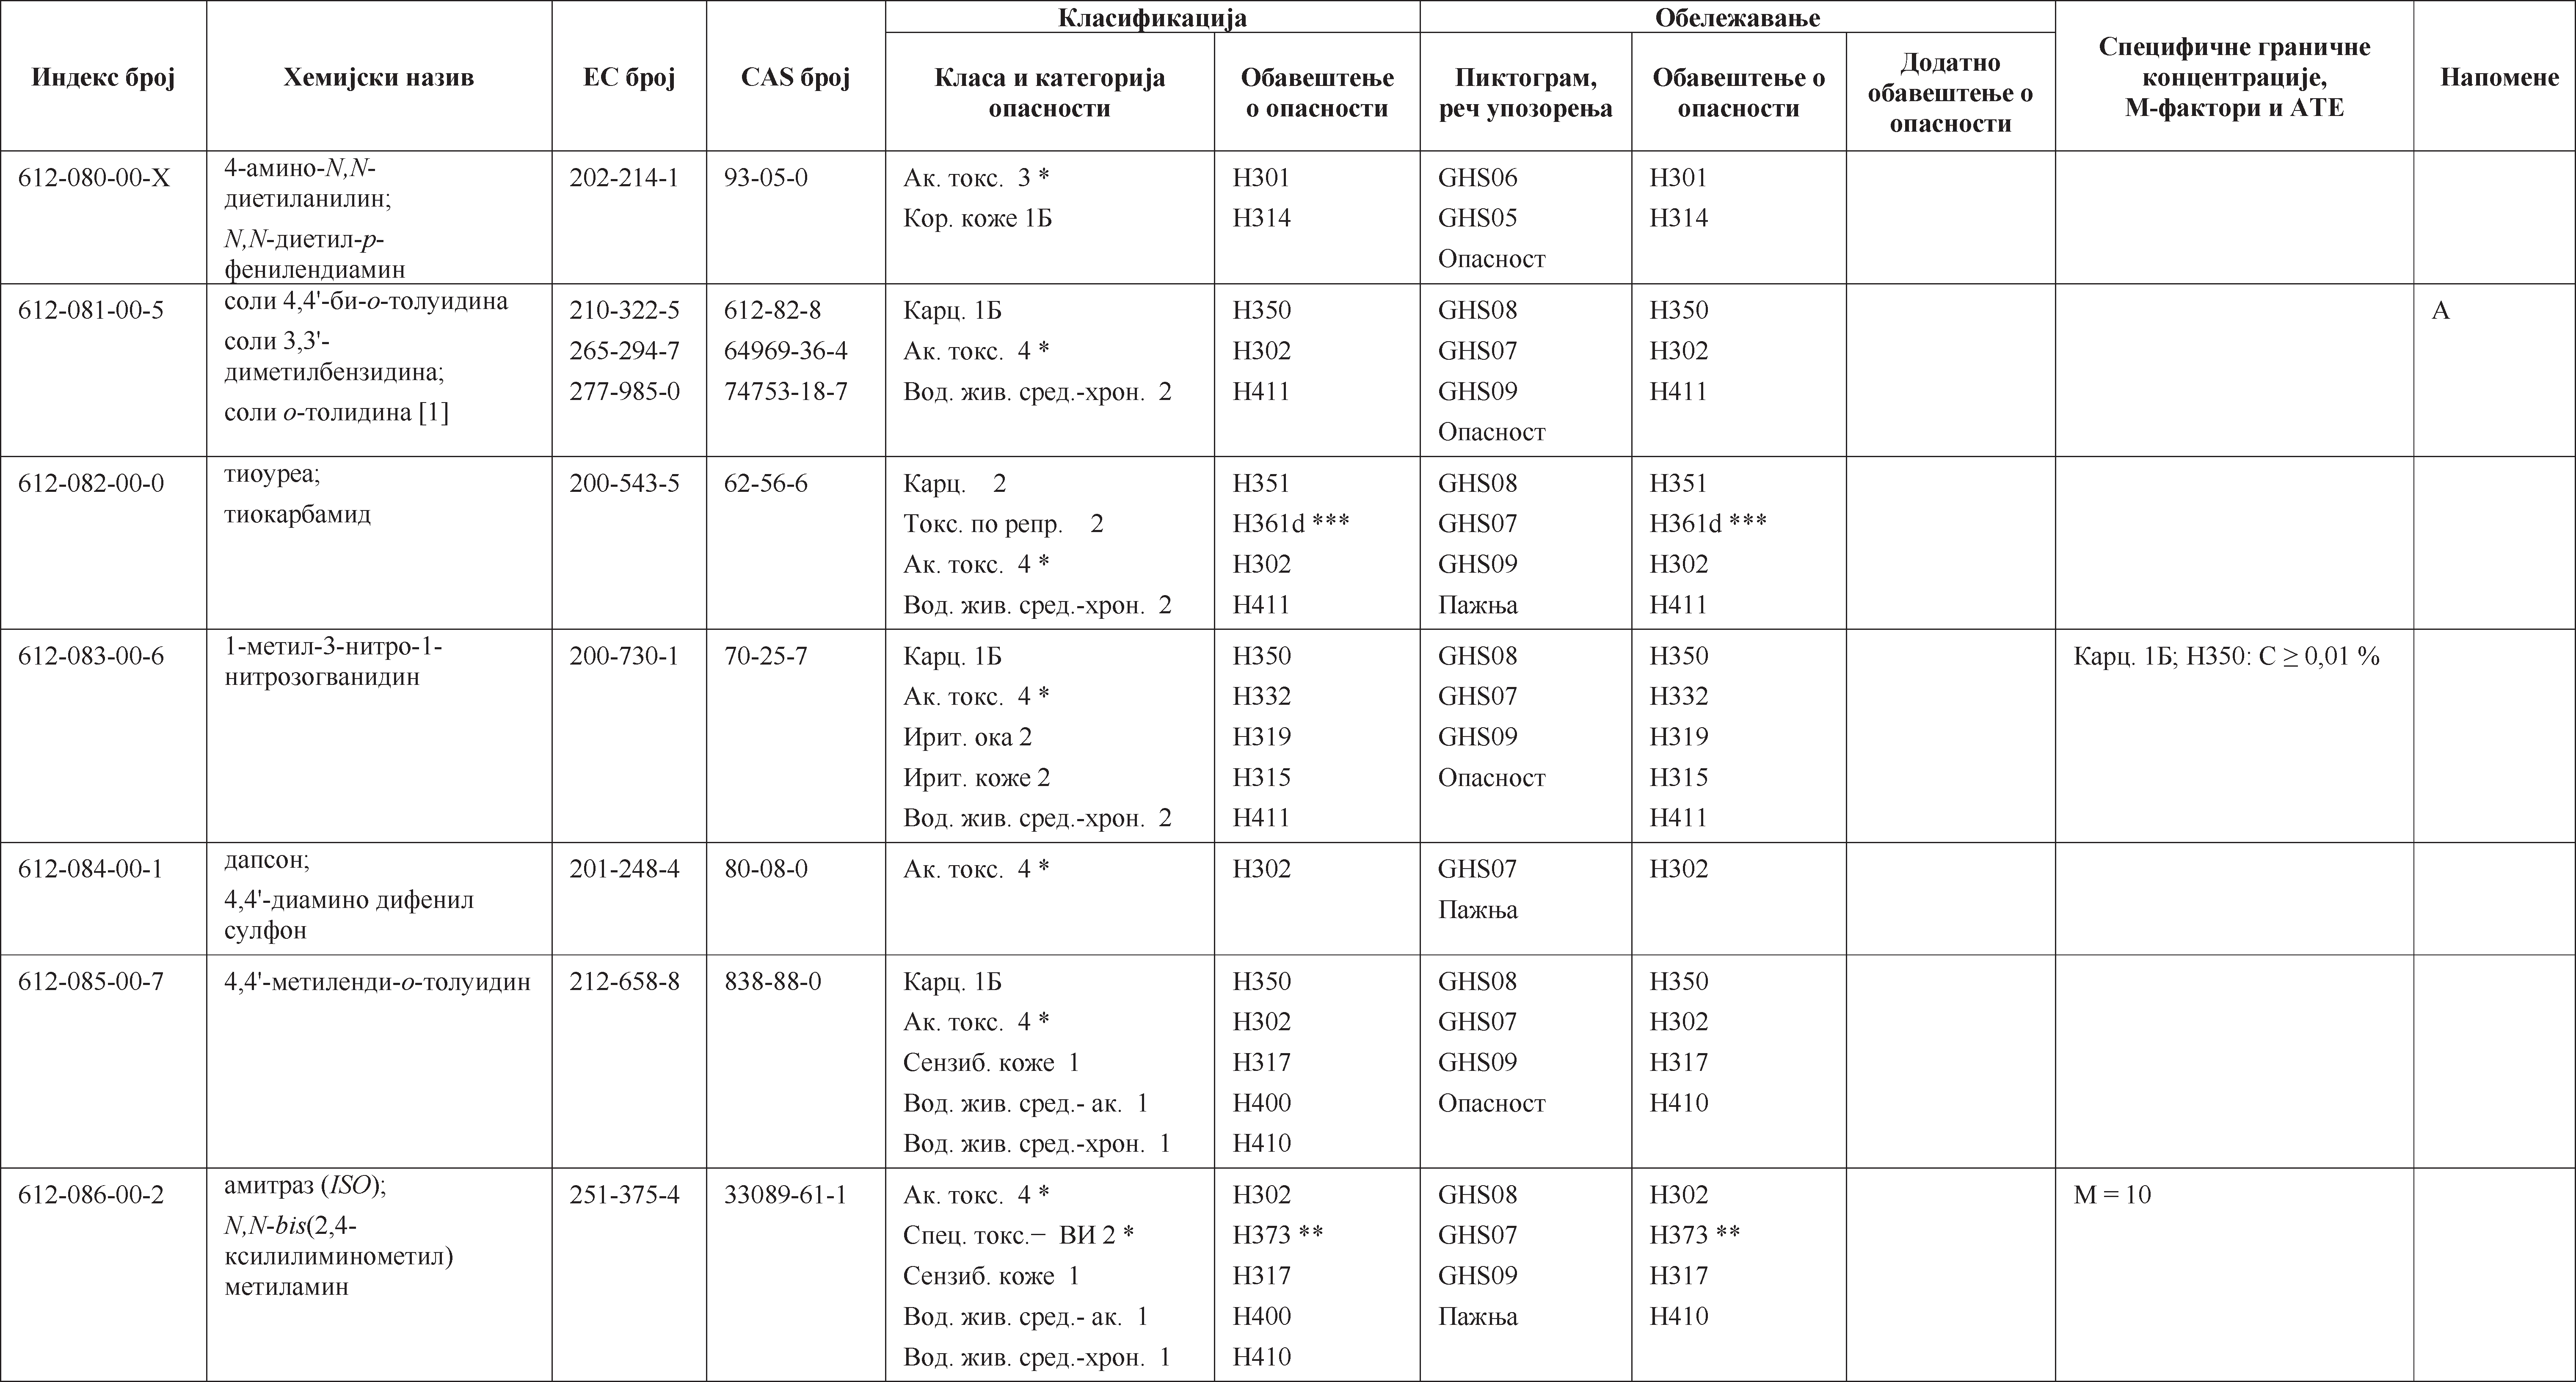 Класификација Обележавање
Индекс број Хемијски назив ЕС број CAS број Класа и категорија опасности Обавештење о опасности Пиктограм, реч упозорења Обавештење о опасности Додатно обавештење о опасности Специфичне граничне концентрације, М-фактори и АТЕ Напомене
612-080-00-X 4-амино-N,N- 202-214-1 93-05-0 Ак. токс. 3 * H301 GHS06 H301
диетиланилин; Кор. коже 1Б H314 GHS05 H314
N,N-диетил-p- Опасност
фенилендиамин
612-081-00-5 соли 4,4'-би-о-толуидина 210-322-5 612-82-8 Карц. 1Б H350 GHS08 H350 А
соли 3,3'- 265-294-7 64969-36-4 Ак. токс. 4 * H302 GHS07 H302
диметилбензидина; 277-985-0 74753-18-7 Вод. жив. сред.-хрон. 2 H411 GHS09 H411
соли о-толидина [1] Опасност
612-082-00-0 тиоуреа; 200-543-5 62-56-6 Карц. 2 H351 GHS08 H351
тиокарбамид Токс. по репр. 2 H361d *** GHS07 H361d ***
Ак. токс. 4 * H302 GHS09 H302
Вод. жив. сред.-хрон. 2 H411 Пажња H411
612-083-00-6 1-метил-3-нитро-1- 200-730-1 70-25-7 Карц. 1Б H350 GHS08 H350 Карц. 1Б; H350: C ≥ 0,01 %
нитрозогванидин Ак. токс. 4 * H332 GHS07 H332
Ирит. ока 2 H319 GHS09 H319
Ирит. коже 2 H315 Опасност H315
Вод. жив. сред.-хрон. 2 H411 H411
612-084-00-1 дапсон; 201-248-4 80-08-0 Ак. токс. 4 * H302 GHS07 H302
4,4'-диамино дифенил Пажња
сулфон
612-085-00-7 4,4'-метиленди-о-толуидин 212-658-8 838-88-0 Карц. 1Б H350 GHS08 H350
Ак. токс. 4 * H302 GHS07 H302
Сензиб. коже 1 H317 GHS09 H317
Вод. жив. сред.- ак. 1 H400 Опасност H410
Вод. жив. сред.-хрон. 1 H410
612-086-00-2 амитраз (ISO); 251-375-4 33089-61-1 Ак. токс. 4 * H302 GHS08 H302 M = 10
N,N-bis(2,4- Спец. токс.− ВИ 2 * H373 ** GHS07 H373 **
ксилилиминометил) Сензиб. коже 1 H317 GHS09 H317
метиламин Вод. жив. сред.- ак. 1 H400 Пажња H410
Вод. жив. сред.-хрон. 1 H410